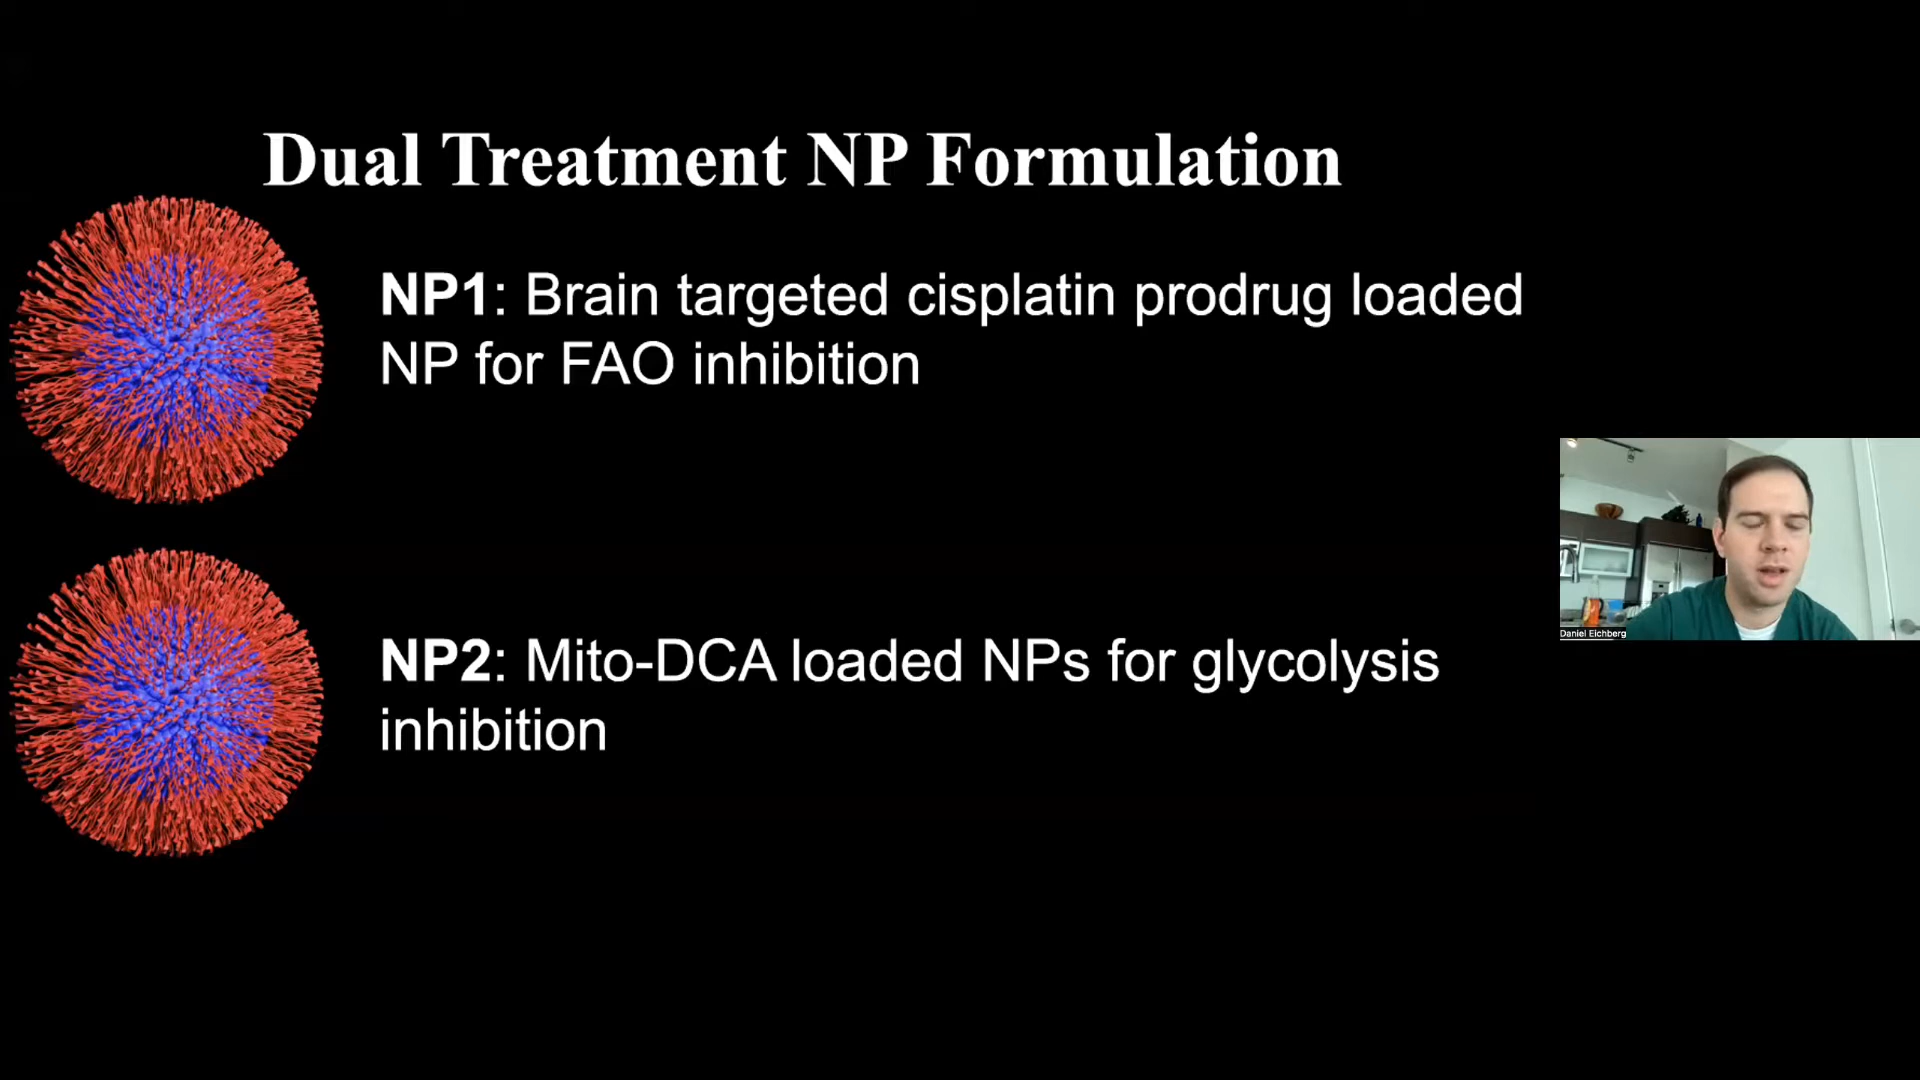 Dual Treatment NP Formulation
NP1: Brain targeted cisplatin prodrug loaded
NP for FAO inhibition
NP2: Mito-DCA loaded NPs for glycolysis
inhibition
Daniel Eichberg